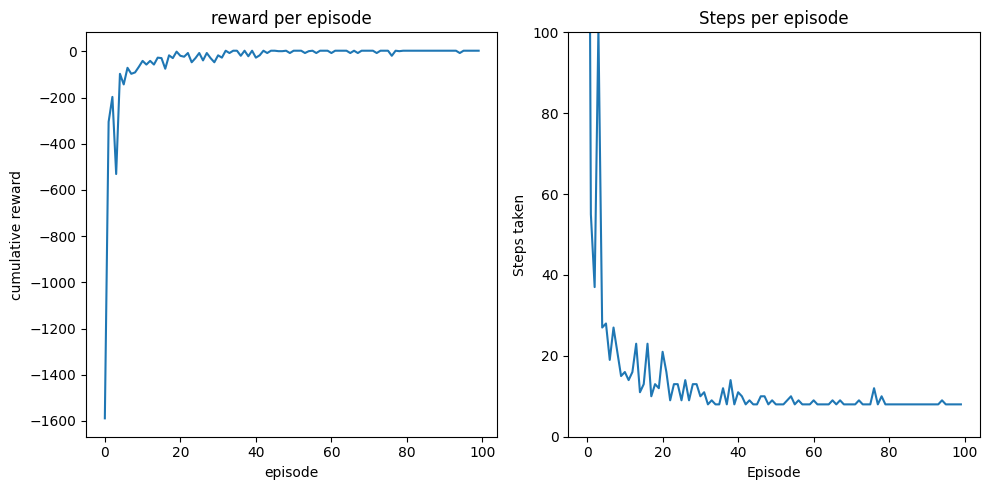 reward per episode
cumulative reward
0
−200
−400
−600
−800
−1000
−1200
−1400
−1600
0 20 40 60 80 100
episode
Steps per episode
Steps taken
100
80
60
40
20
0
0 20 40 60 80 100
Episode